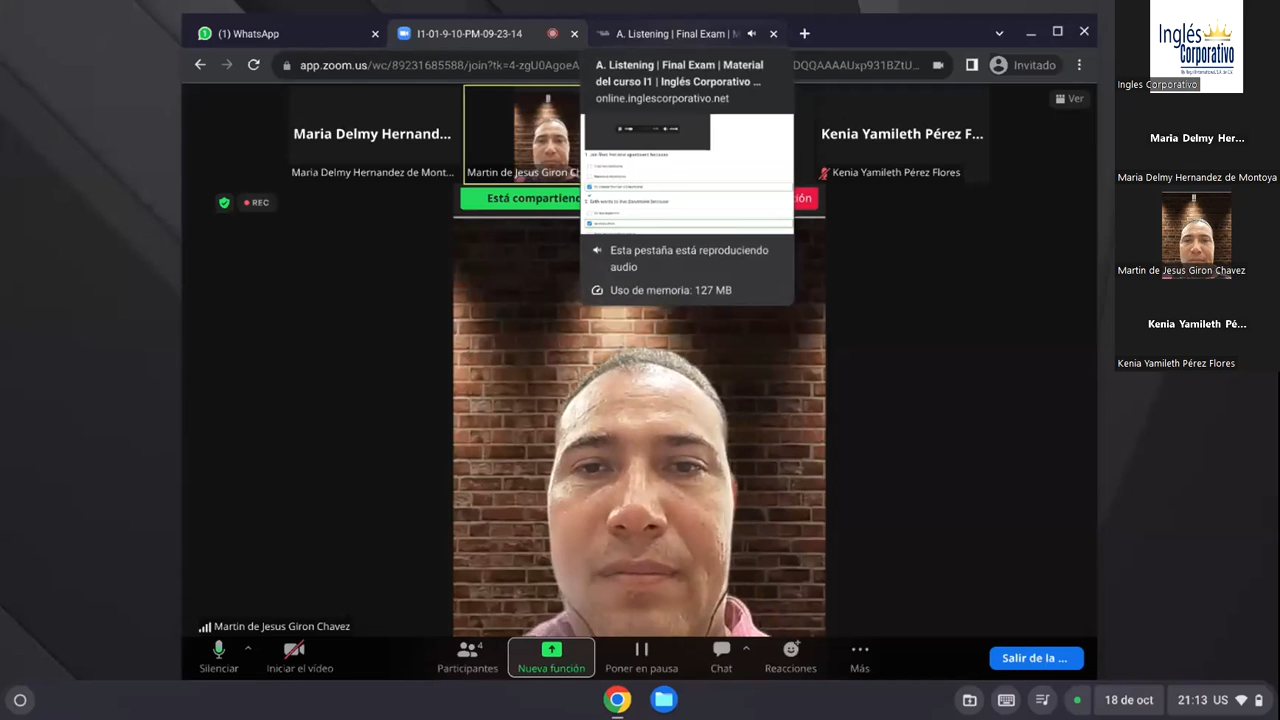 (1) WhatsApp
I1-01-9-10-PM-09-23-14
A. Listening | Final Exam | M
app.zoom.us/wc/89231685588/join?tk=4-zgU0AgoeA
DQQAAAAUxp931BZtU...
Invitado
A. Listening | Final Exam | Material
del curso I1 | Inglés Corporativo ...
online.inglescorporativo.net
Ver
Maria Delmy Hernand...
Maria Delmy Hernandez de Mont...
Martin de Jesus Giron Chavez
Kenia Yamileth Pérez F...
Kenia Yamileth Pérez Flores
REC
Está compartiend
ión
Esta pestaña está reproduciendo
audio
Uso de memoria: 127 MB
Martin de Jesus Giron Chavez
Silenciar
Iniciar el vídeo
4
Participantes
Nueva función
Poner en pausa
Chat
Reacciones
Más
Salir de la ...
18 de oct
21:13 US
Inglés
Corporativo
Ingles Corporativo
Maria Delmy Her...
Maria Delmy Hernandez de Montoya
Martin de Jesus Giron Chavez
Kenia Yamileth Pé...
Kenia Yamileth Pérez Flores